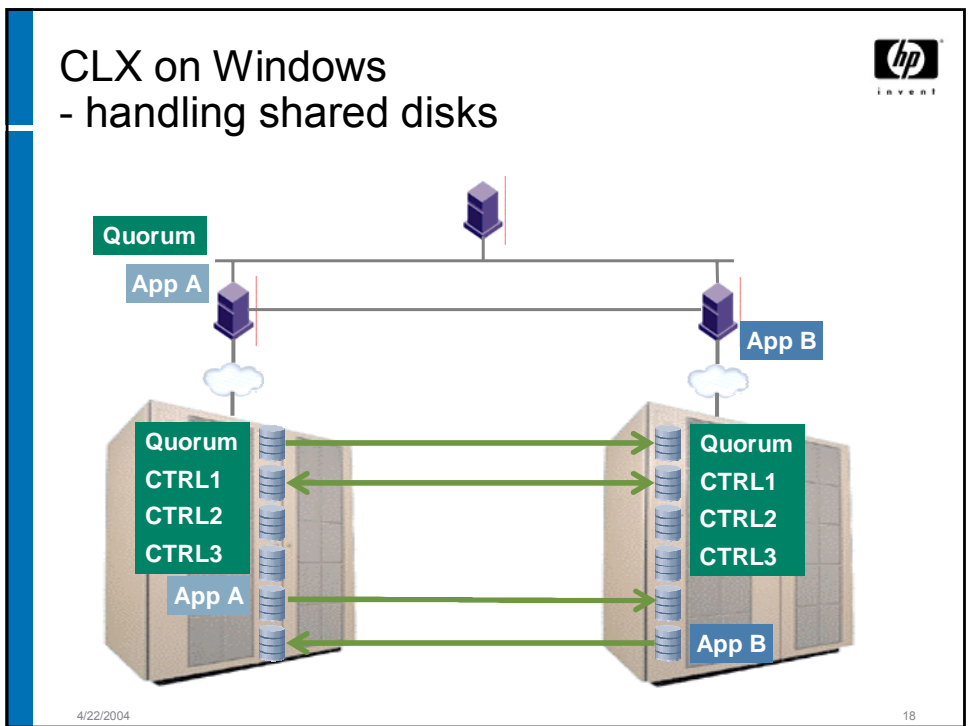 CLX on Windows
- handling shared disks
hp
invent
Quorum
App A
App B
Quorum
CTRL1
CTRL2
CTRL3
App A
Quorum
CTRL1
CTRL2
CTRL3
App B
4/22/2004
18